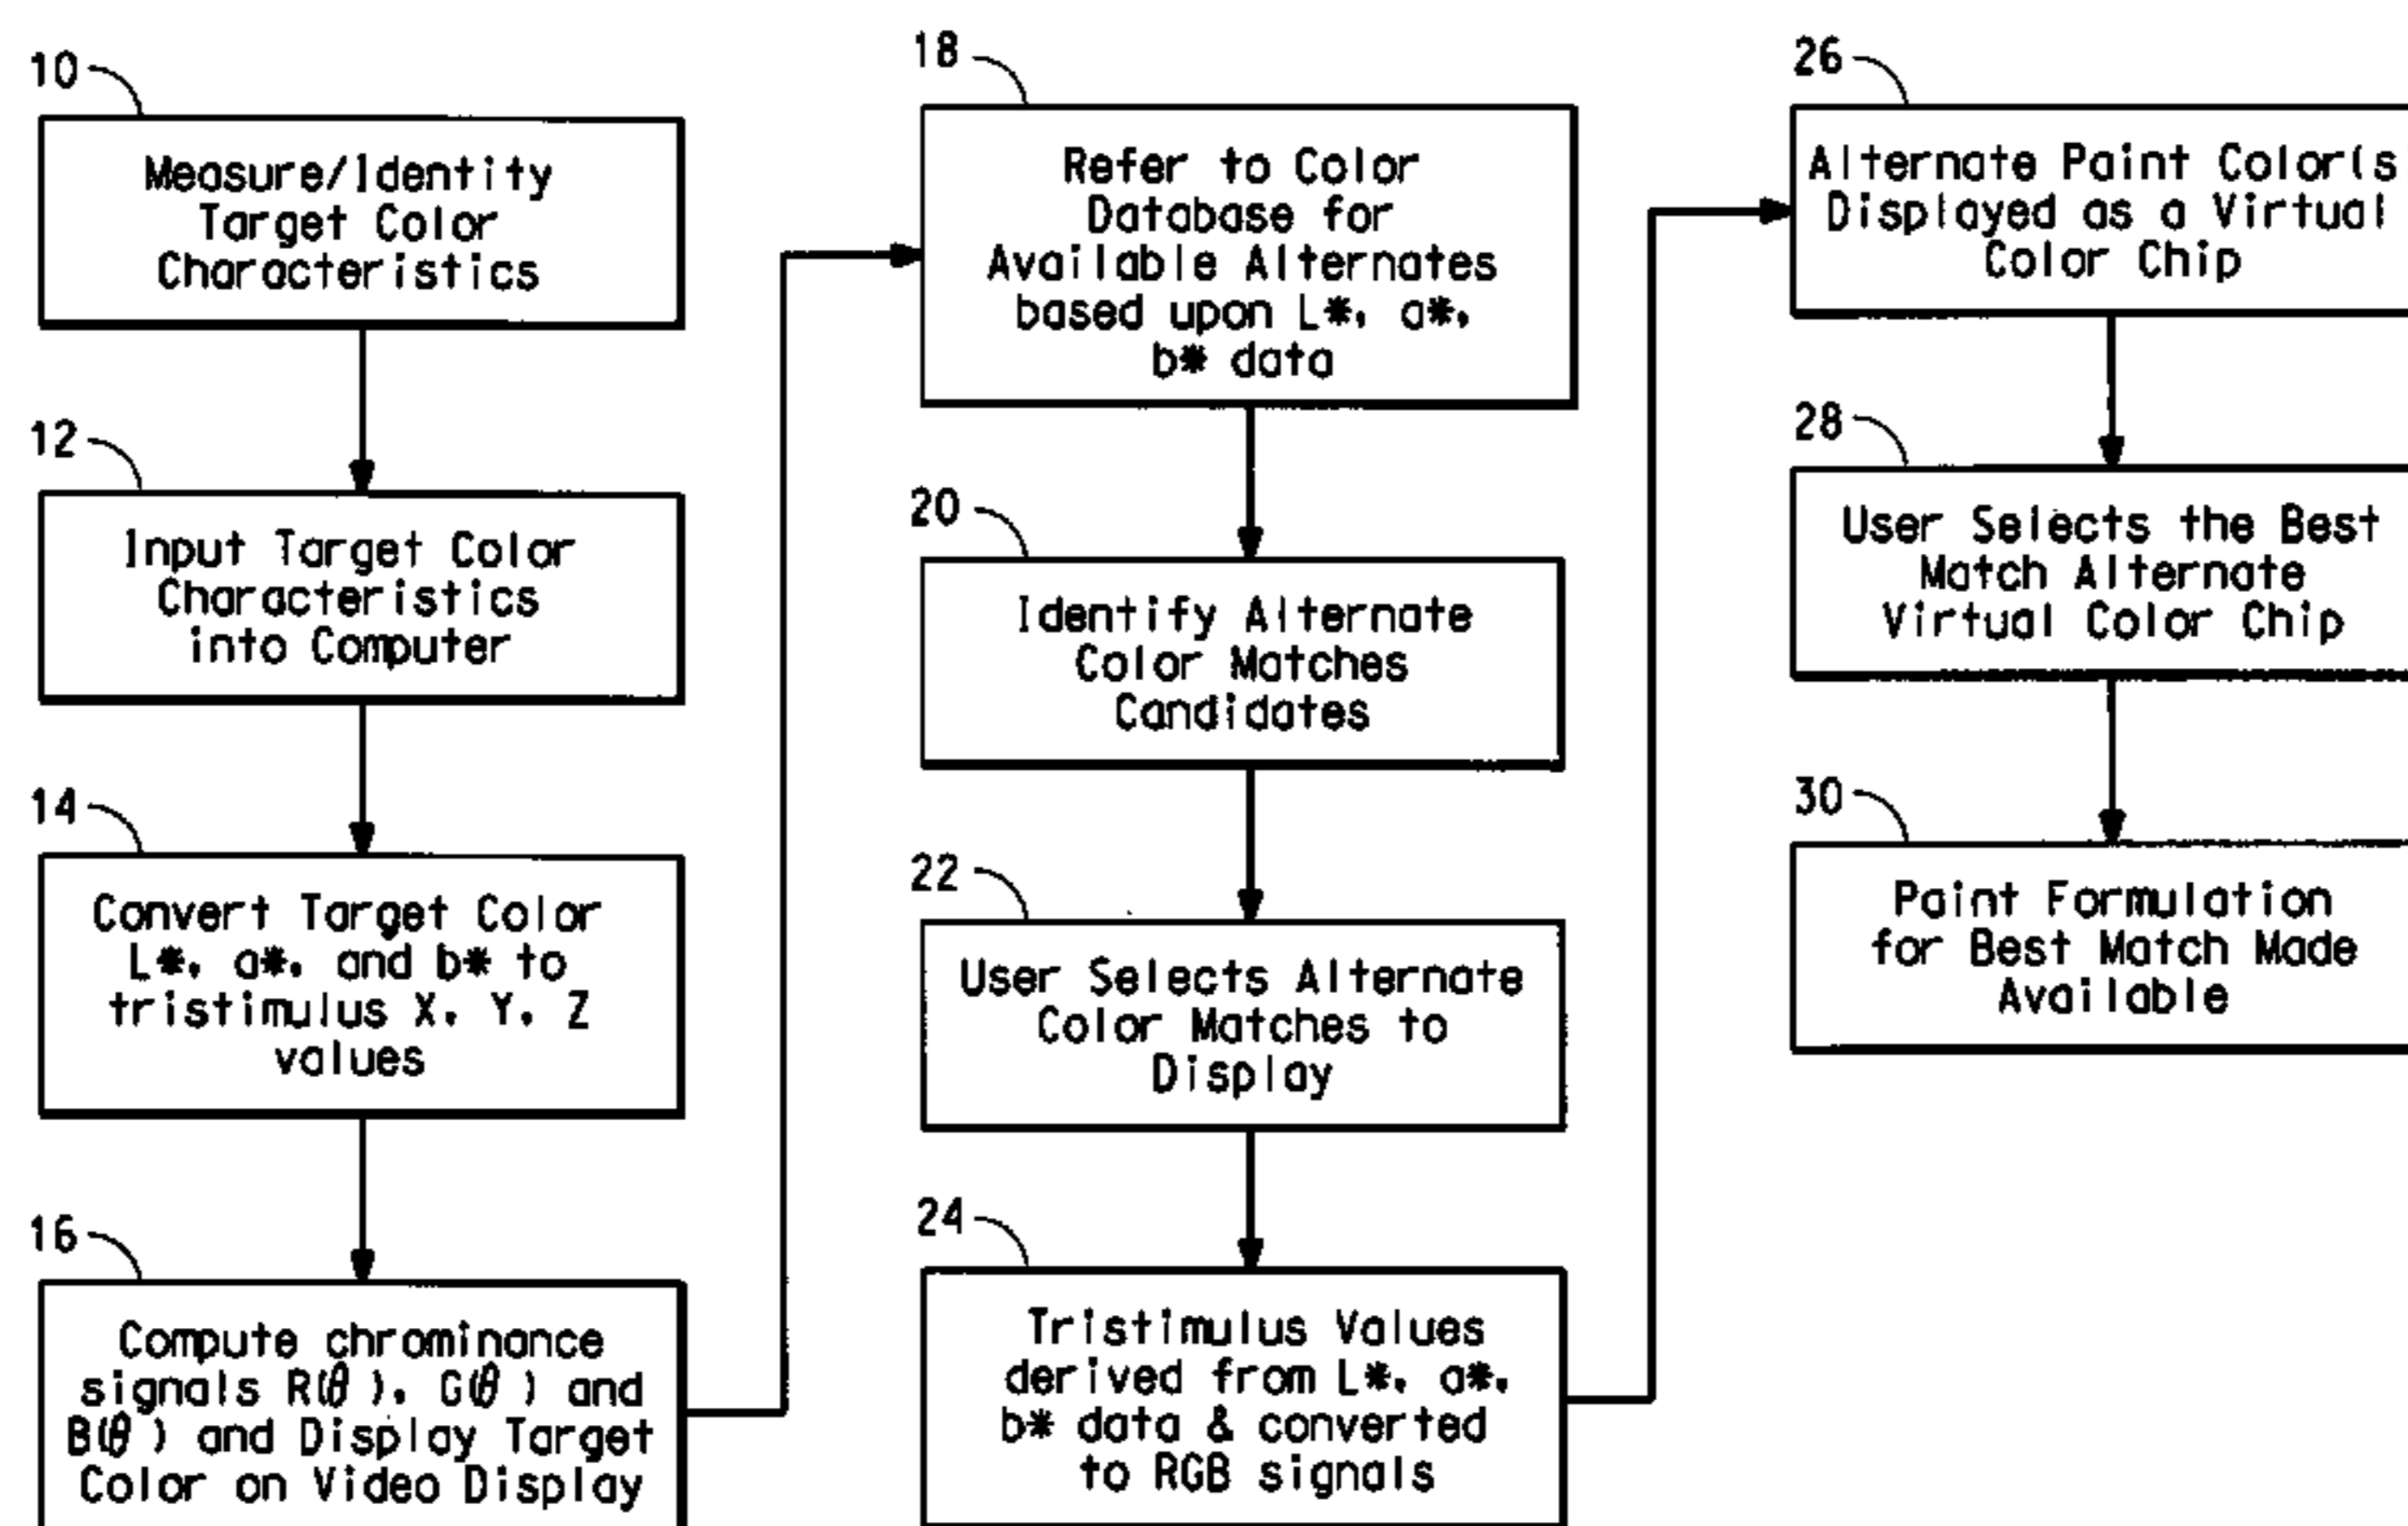 10
Measure/Identity
Target Color
Characteristics
12
Input Target Color
Characteristics
into Computer
14
Convert Target Color
L*, a*, and b* to
tristimulus X, Y, Z
values
16
Compute chrominance
signals R(θ), G(θ) and
B(θ) and Display Target
Color on Video Display
18
Refer to Color
Database for
Available Alternates
based upon L*, a*,
b* data
20
Identify Alternate
Color Matches
Candidates
22
User Selects Alternate
Color Matches to
Display
24
Tristimulus Values
derived from L*, a*,
b* data & converted
to RGB signals
26
Alternate Paint Color(s
Displayed as a Virtual
Color Chip
28
User Selects the Best
Match Alternate
Virtual Color Chip
30
Paint Formulation
for Best Match Made
Available